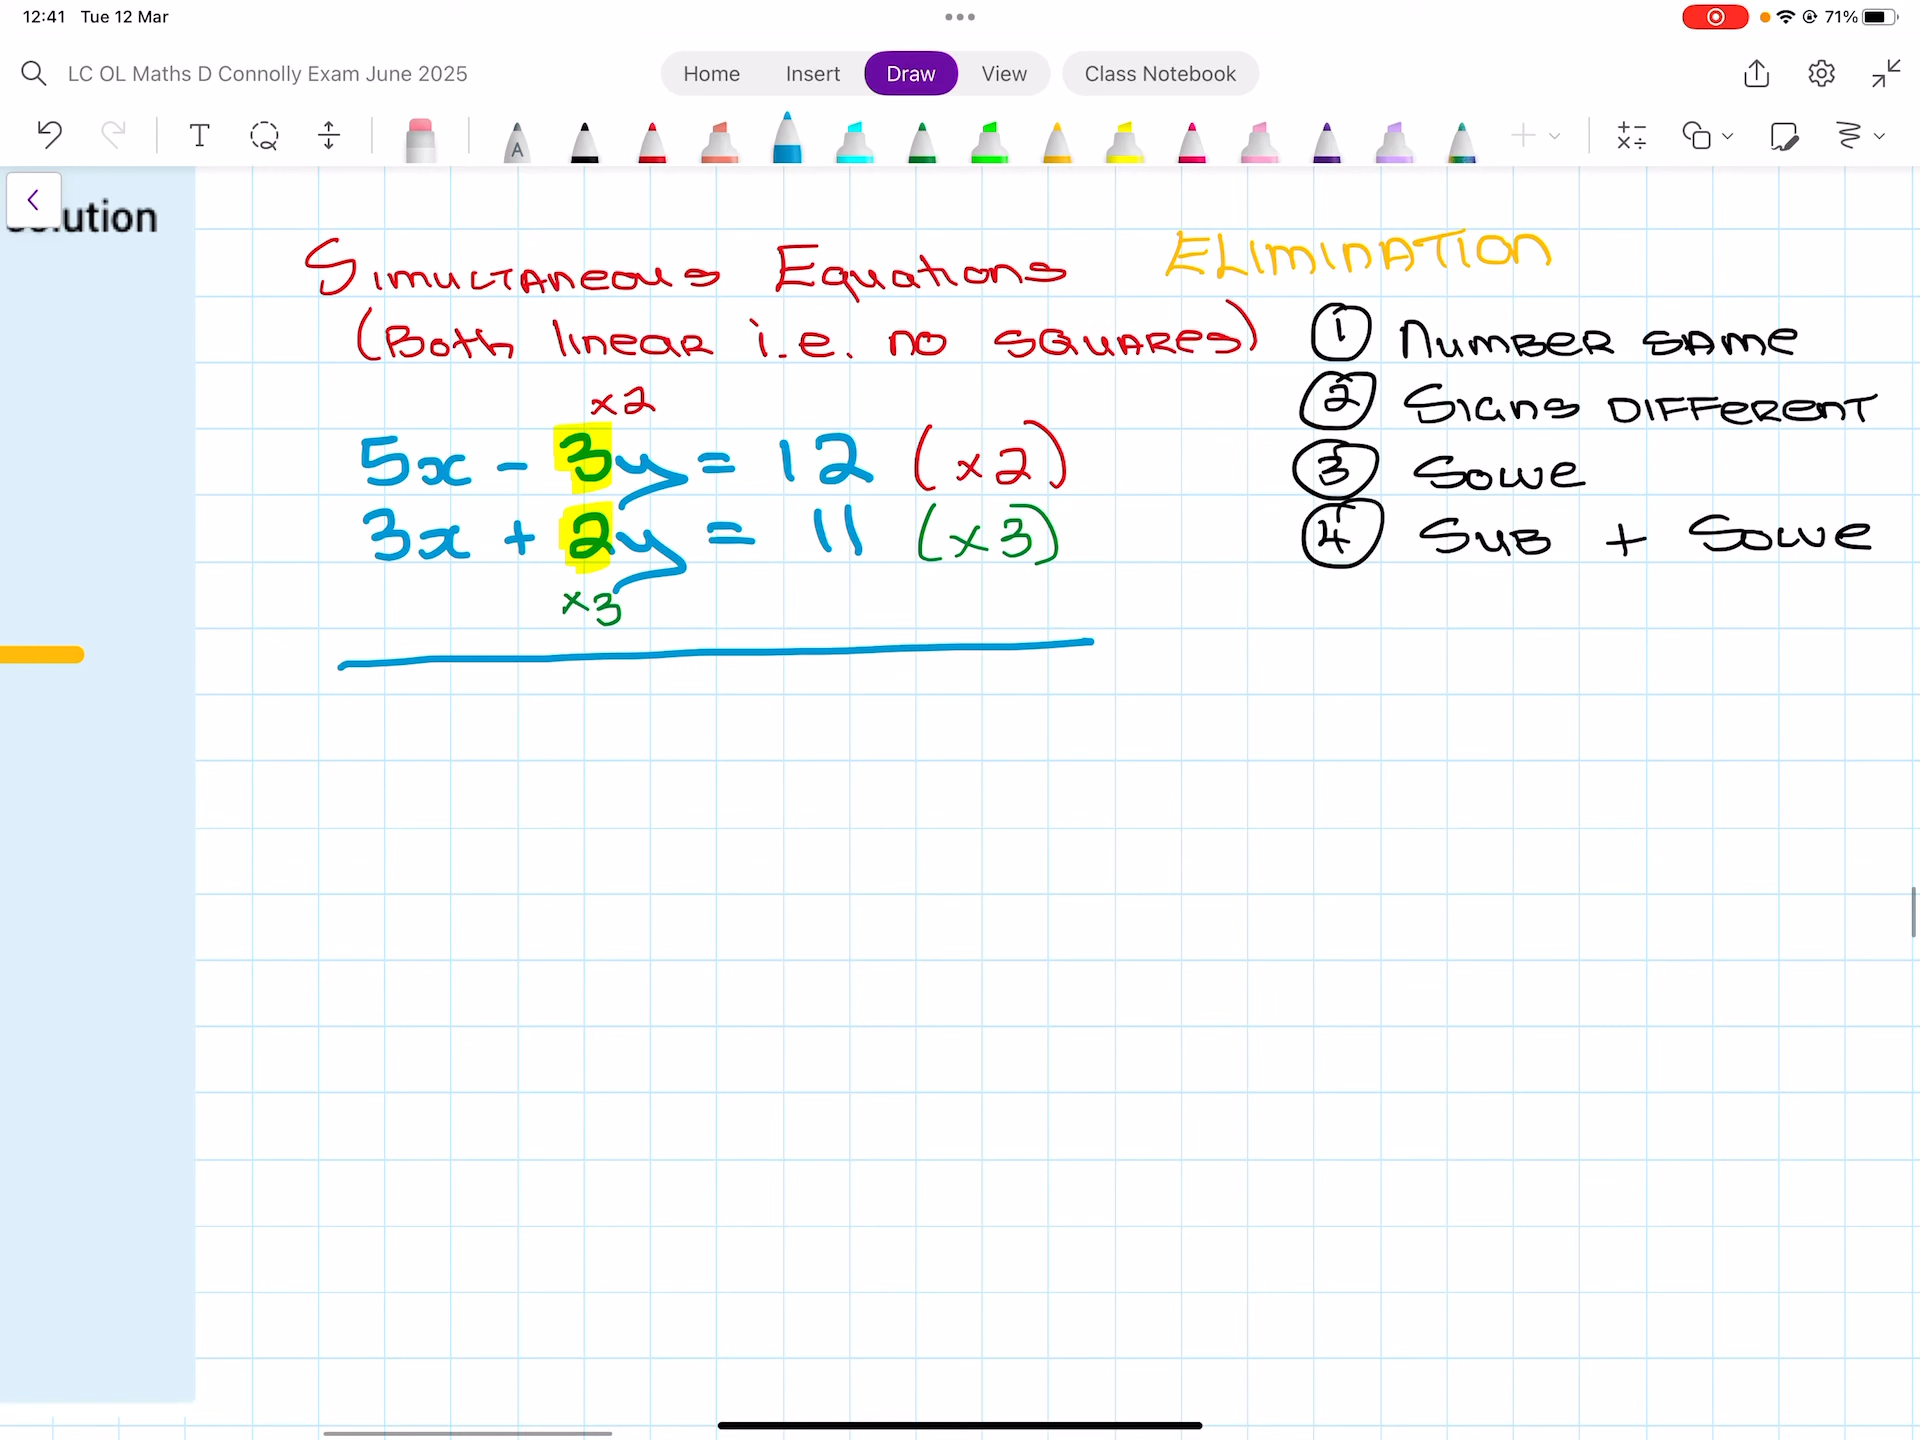 12:41 Tue 12 Mar
71%
LC OL Maths D Connolly Exam June 2025
Home Insert Draw View Class Notebook
T
A
ution
Simultaneous Equations
(Both linear i.e. no squares)
×2
5x - 3y = 12 (×2)
3x + 2y = 11 (×3)
×3
ELIMINATION
① Number same
② Signs different
③ Solve
④ Sub + Solve